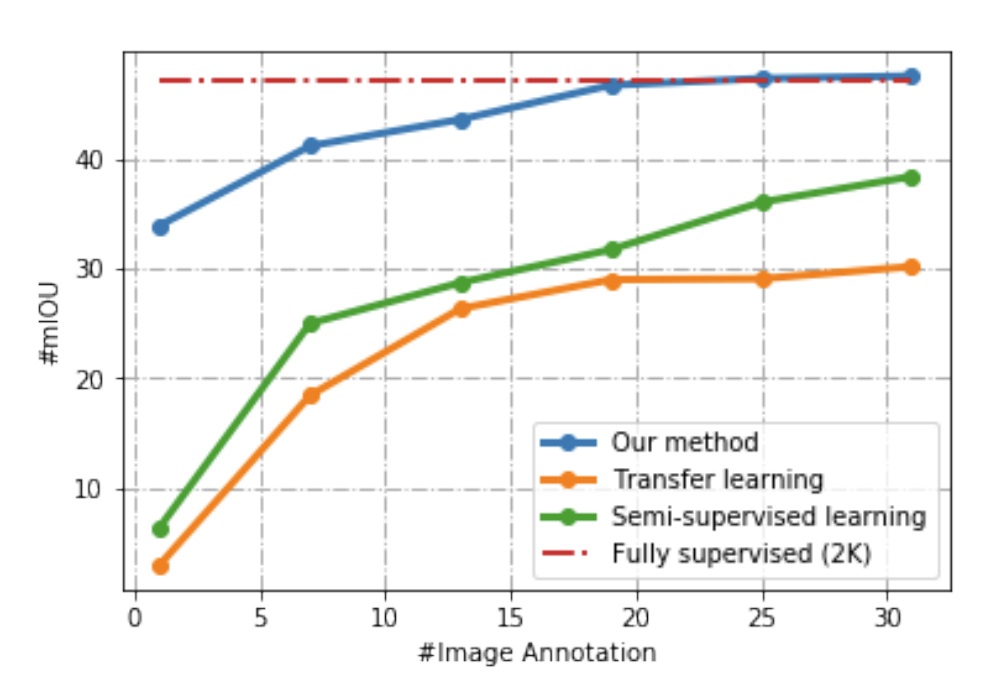 40
30
20
10
#mIOU
Our method
Transfer learning
Semi-supervised learning
Fully supervised (2K)
0 5 10 15 20 25 30
#Image Annotation